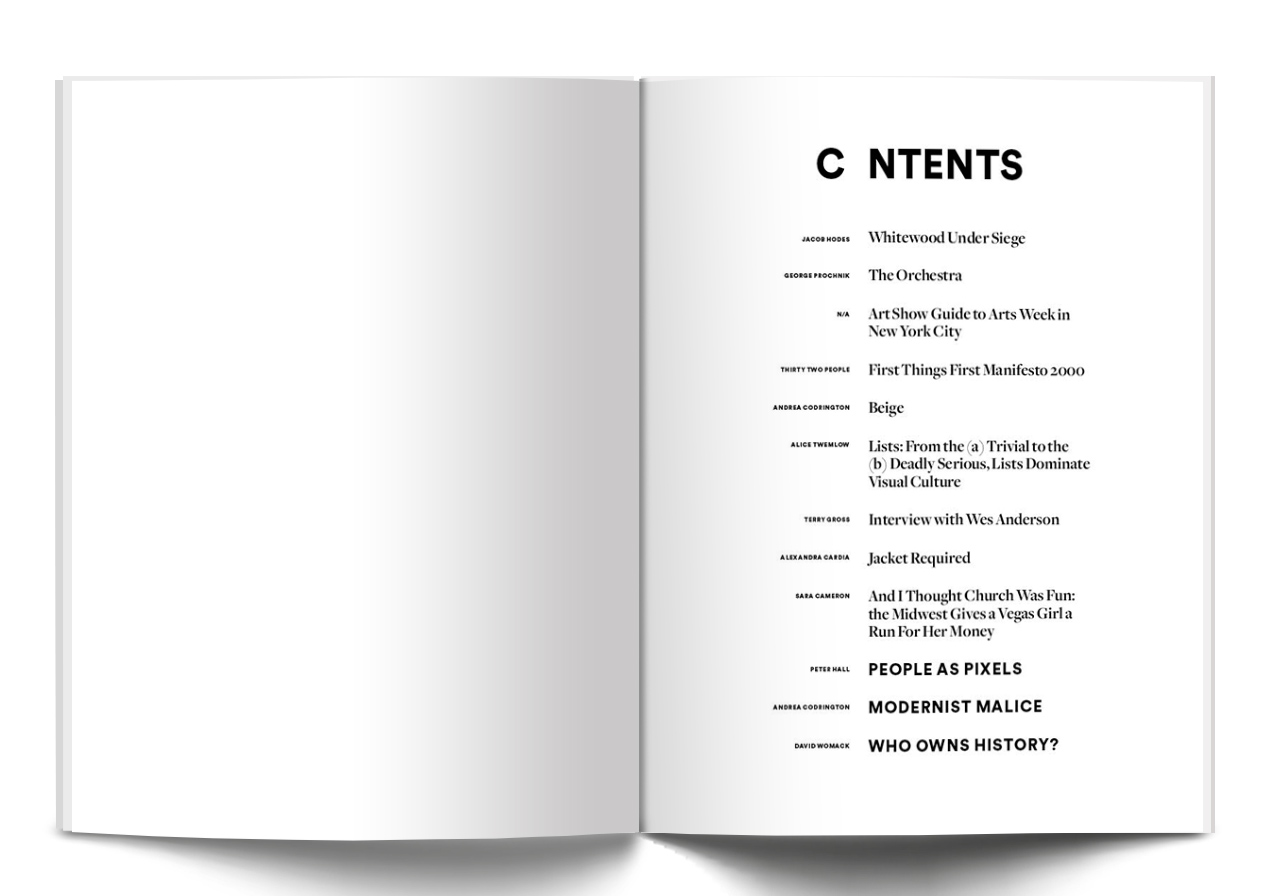 C NTENTS
JACOB HODES Whitewood Under Siege
GEORGE PROCHNIK The Orchestra
N/A Art Show Guide to Arts Week in
New York City
THIRTY TWO PEOPLE First Things First Manifesto 2000
ANDREA CODRINGTON Beige
ALICE TWEMLOW Lists: From the (a) Trivial to the
(b) Deadly Serious, Lists Dominate
Visual Culture
TERRY GROSS Interview with Wes Anderson
ALEXANDRA CARDIA Jacket Required
SARA CAMERON And I Thought Church Was Fun:
the Midwest Gives a Vegas Girl a
Run For Her Money
PETER HALL PEOPLE AS PIXELS
ANDREA CODRINGTON MODERNIST MALICE
DAVID WOMACK WHO OWNS HISTORY?